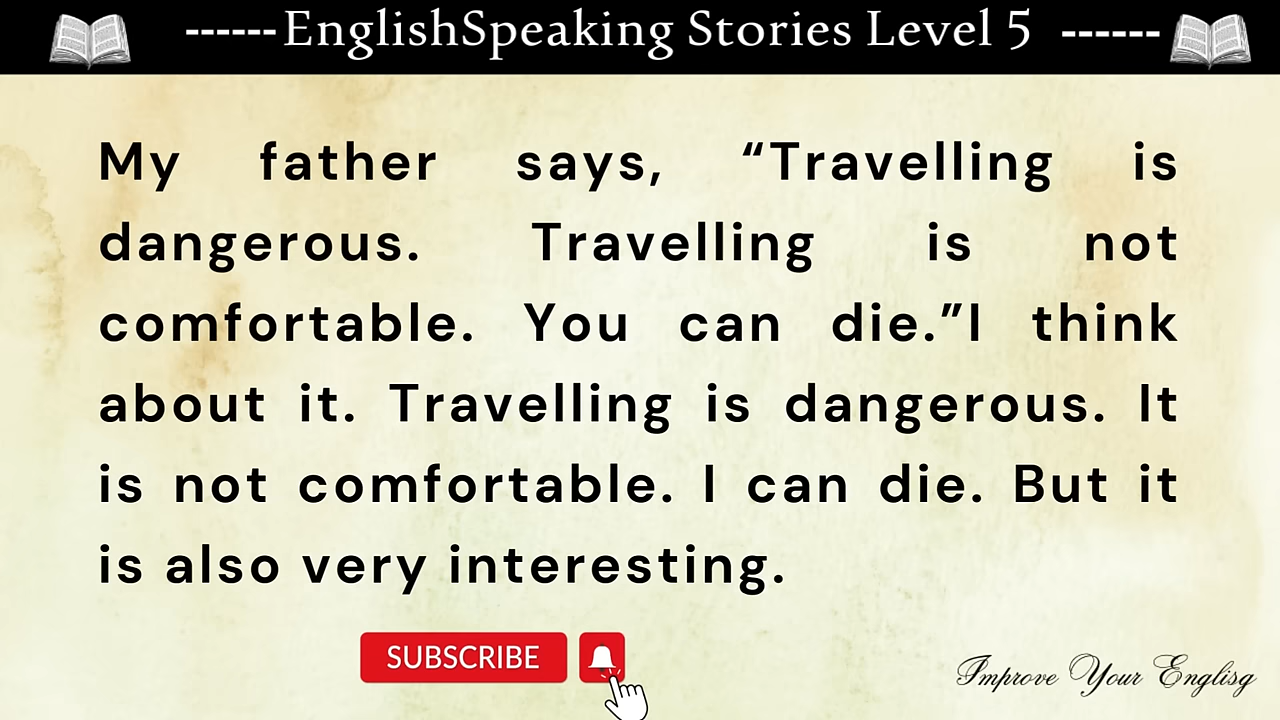 ------EnglishSpeaking Stories Level 5 ------
My father says, “Travelling is
dangerous. Travelling is not
comfortable. You can die.”I think
about it. Travelling is dangerous. It
is not comfortable. I can die. But it
is also very interesting.
SUBSCRIBE
Improve Your Englisg